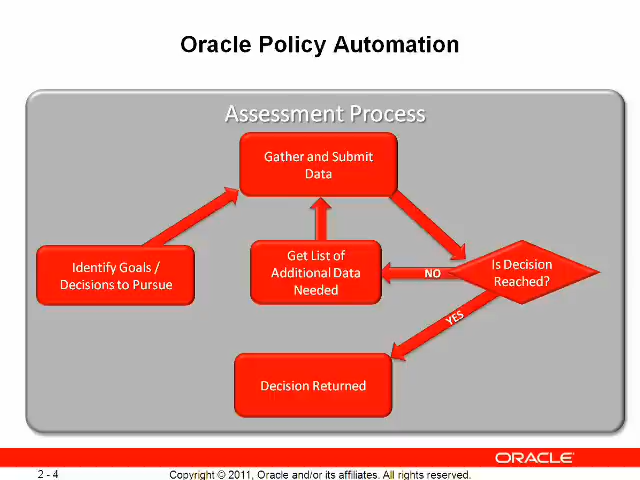 Oracle Policy Automation
Assessment Process
Gather and Submit
Data
Identify Goals /
Decisions to Pursue
Get List of
Additional Data
Needed
NO
Is Decision
Reached?
YES
Decision Returned
ORACLE
2 - 4
Copyright © 2011, Oracle and/or its affiliates. All rights reserved.